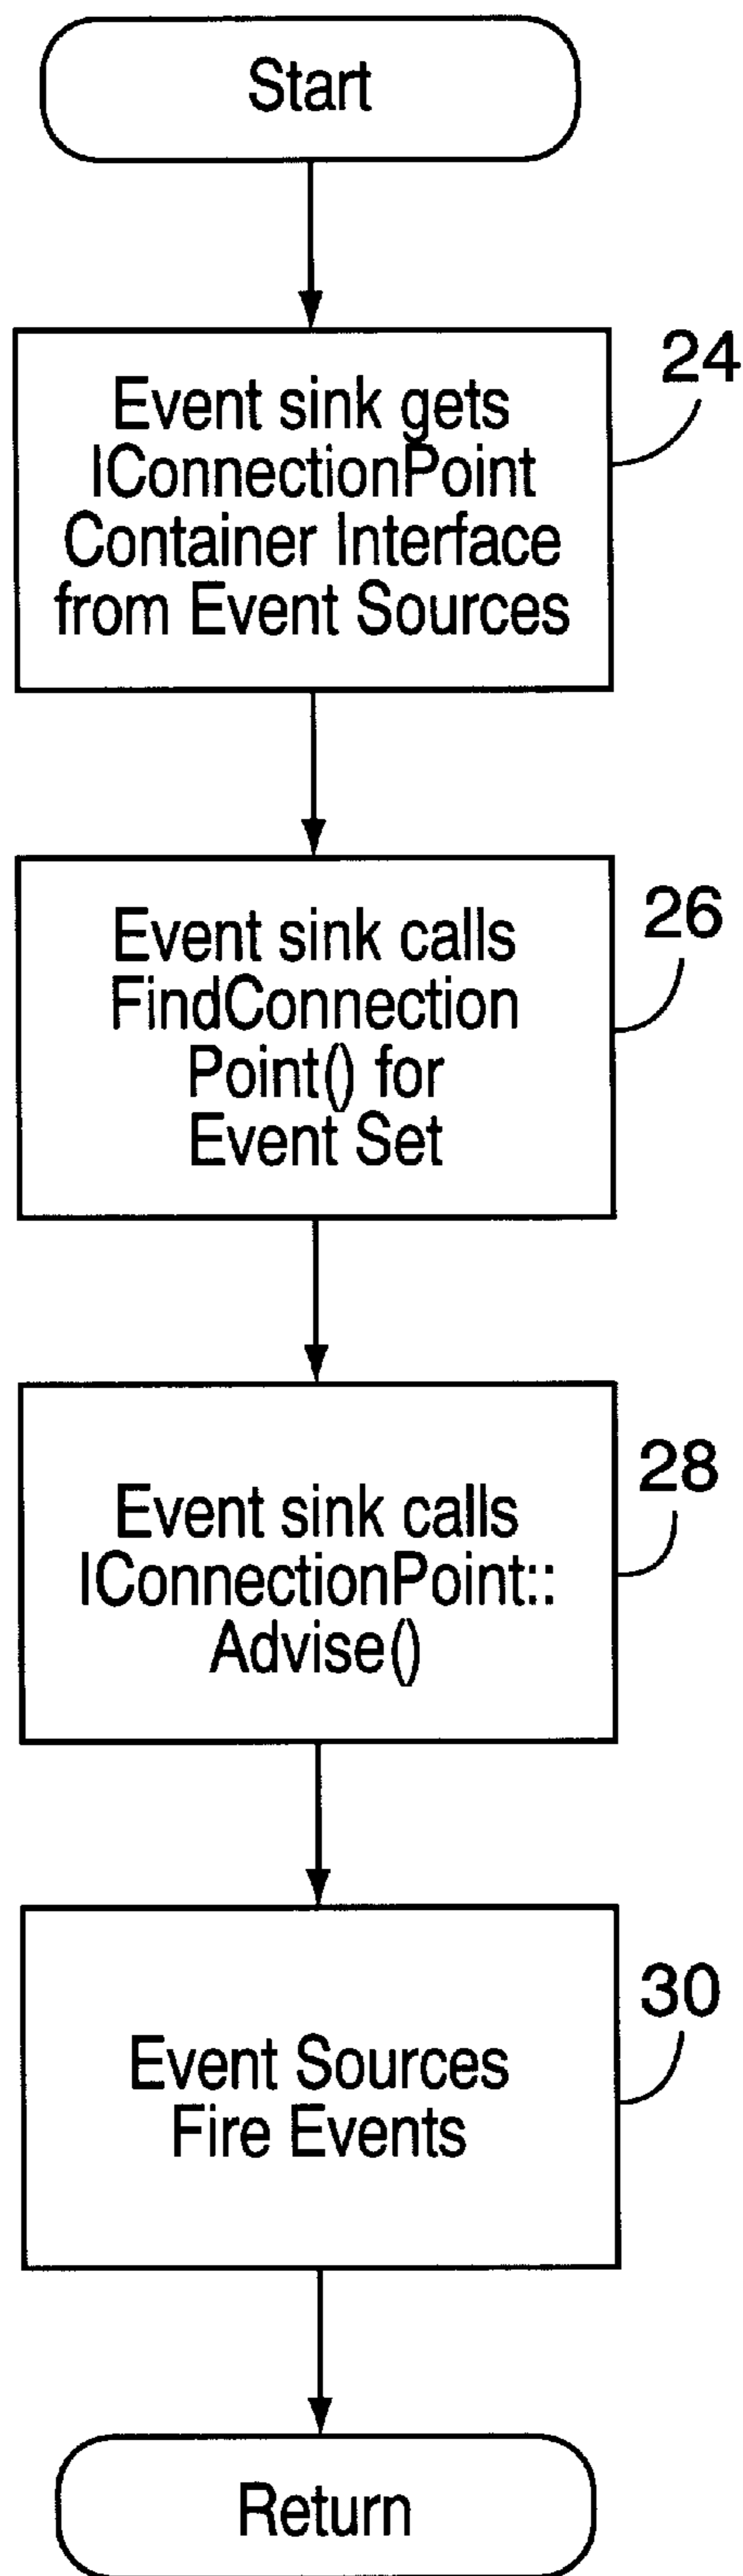 Start
24
Event sink gets
IConnectionPoint
Container Interface
from Event Sources
26
Event sink calls
FindConnection
Point() for
Event Set
28
Event sink calls
IConnectionPoint::
Advise()
30
Event Sources
Fire Events
Return